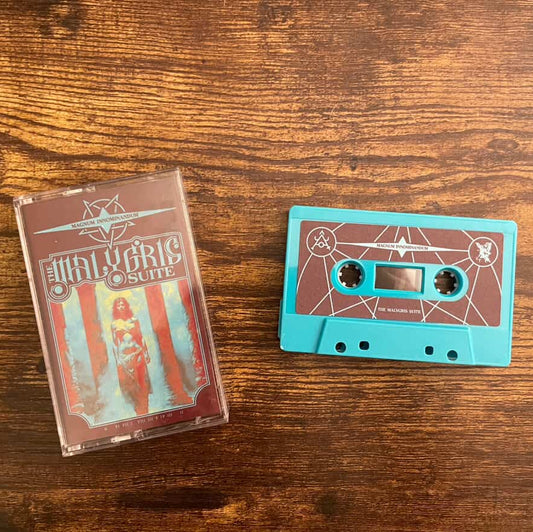 MAGNUM INNOMINANDUM
THE MALYGRIS
SUITE
MAGNUM INNOMINANDUM
THE MALYGRIS SUITE